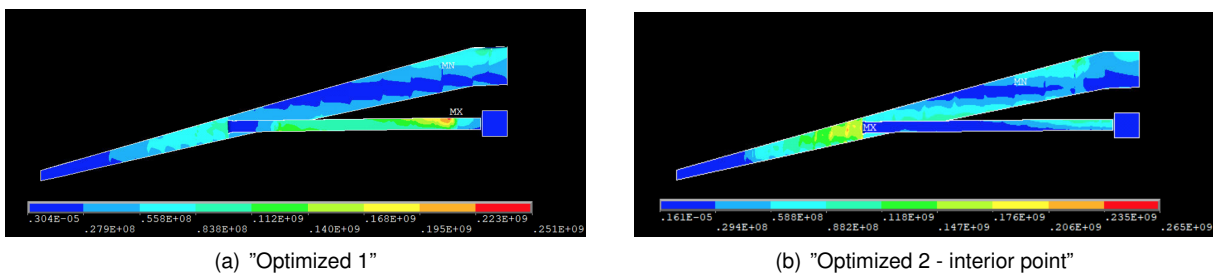 MN
MX
.304E-05 .558E+08 .112E+09 .168E+09 .223E+09
.279E+08 .838E+08 .140E+09 .195E+09 .251E+09
(a) ”Optimized 1”
MN
MX
.161E-05 .588E+08 .118E+09 .176E+09 .235E+09
.294E+08 .882E+08 .147E+09 .206E+09 .265E+09
(b) ”Optimized 2 - interior point”